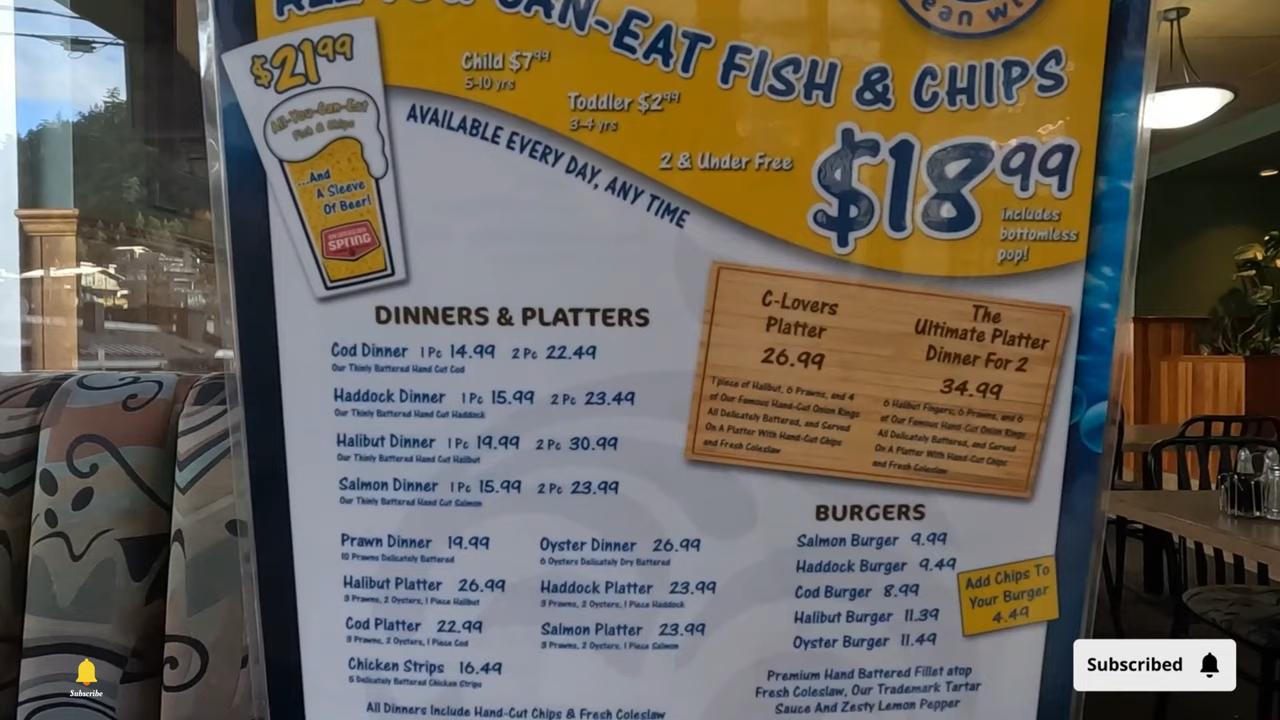 ALL YOU-CAN-EAT FISH & CHIPS
ean wi
$21⁹⁹
All-You-Can-Eat
Fish & Chips
...And
A Sleeve
Of Beer!
SPRING
Child $7⁹⁹
5-10 yrs
Toddler $2⁹⁹
3-4 yrs
2 & Under Free
AVAILABLE EVERY DAY, ANY TIME
$18⁹⁹
includes
bottomless
pop!
C-Lovers
Platter
26.99
1 piece of Halibut, 6 Prawns, and 4
of Our Famous Hand-Cut Onion Rings
All Delicately Battered, and Served
On A Platter With Hand-Cut Chips
and Fresh Coleslaw
The
Ultimate Platter
Dinner For 2
34.99
6 Halibut Fingers, 6 Prawns, and 6
of Our Famous Hand-Cut Onion Rings
All Delicately Battered, and Served
On A Platter With Hand-Cut Chips
and Fresh Coleslaw
DINNERS & PLATTERS
Cod Dinner 1 Pc 14.99 2 Pc 22.49
Our Thinly Battered Hand Cut Cod
Haddock Dinner 1 Pc 15.99 2 Pc 23.49
Our Thinly Battered Hand Cut Haddock
Halibut Dinner 1 Pc 19.99 2 Pc 30.99
Our Thinly Battered Hand Cut Halibut
Salmon Dinner 1 Pc 15.99 2 Pc 23.99
Our Thinly Battered Hand Cut Salmon
Prawn Dinner 19.99
10 Prawns Delicately Battered
Oyster Dinner 26.99
6 Oysters Delicately Dry Battered
Halibut Platter 26.99
3 Prawns, 2 Oysters, 1 Piece Halibut
Haddock Platter 23.99
3 Prawns, 2 Oysters, 1 Piece Haddock
Cod Platter 22.99
3 Prawns, 2 Oysters, 1 Piece Cod
Salmon Platter 23.99
3 Prawns, 2 Oysters, 1 Piece Salmon
Chicken Strips 16.49
5 Delicately Battered Chicken Strips
All Dinners Include Hand-Cut Chips & Fresh Coleslaw
BURGERS
Salmon Burger 9.99
Haddock Burger 9.49
Cod Burger 8.99
Halibut Burger 11.39
Oyster Burger 11.49
Add Chips To
Your Burger
4.49
Premium Hand Battered Fillet atop
Fresh Coleslaw, Our Trademark Tartar
Sauce And Zesty Lemon Pepper
Subscribe
Subscribed